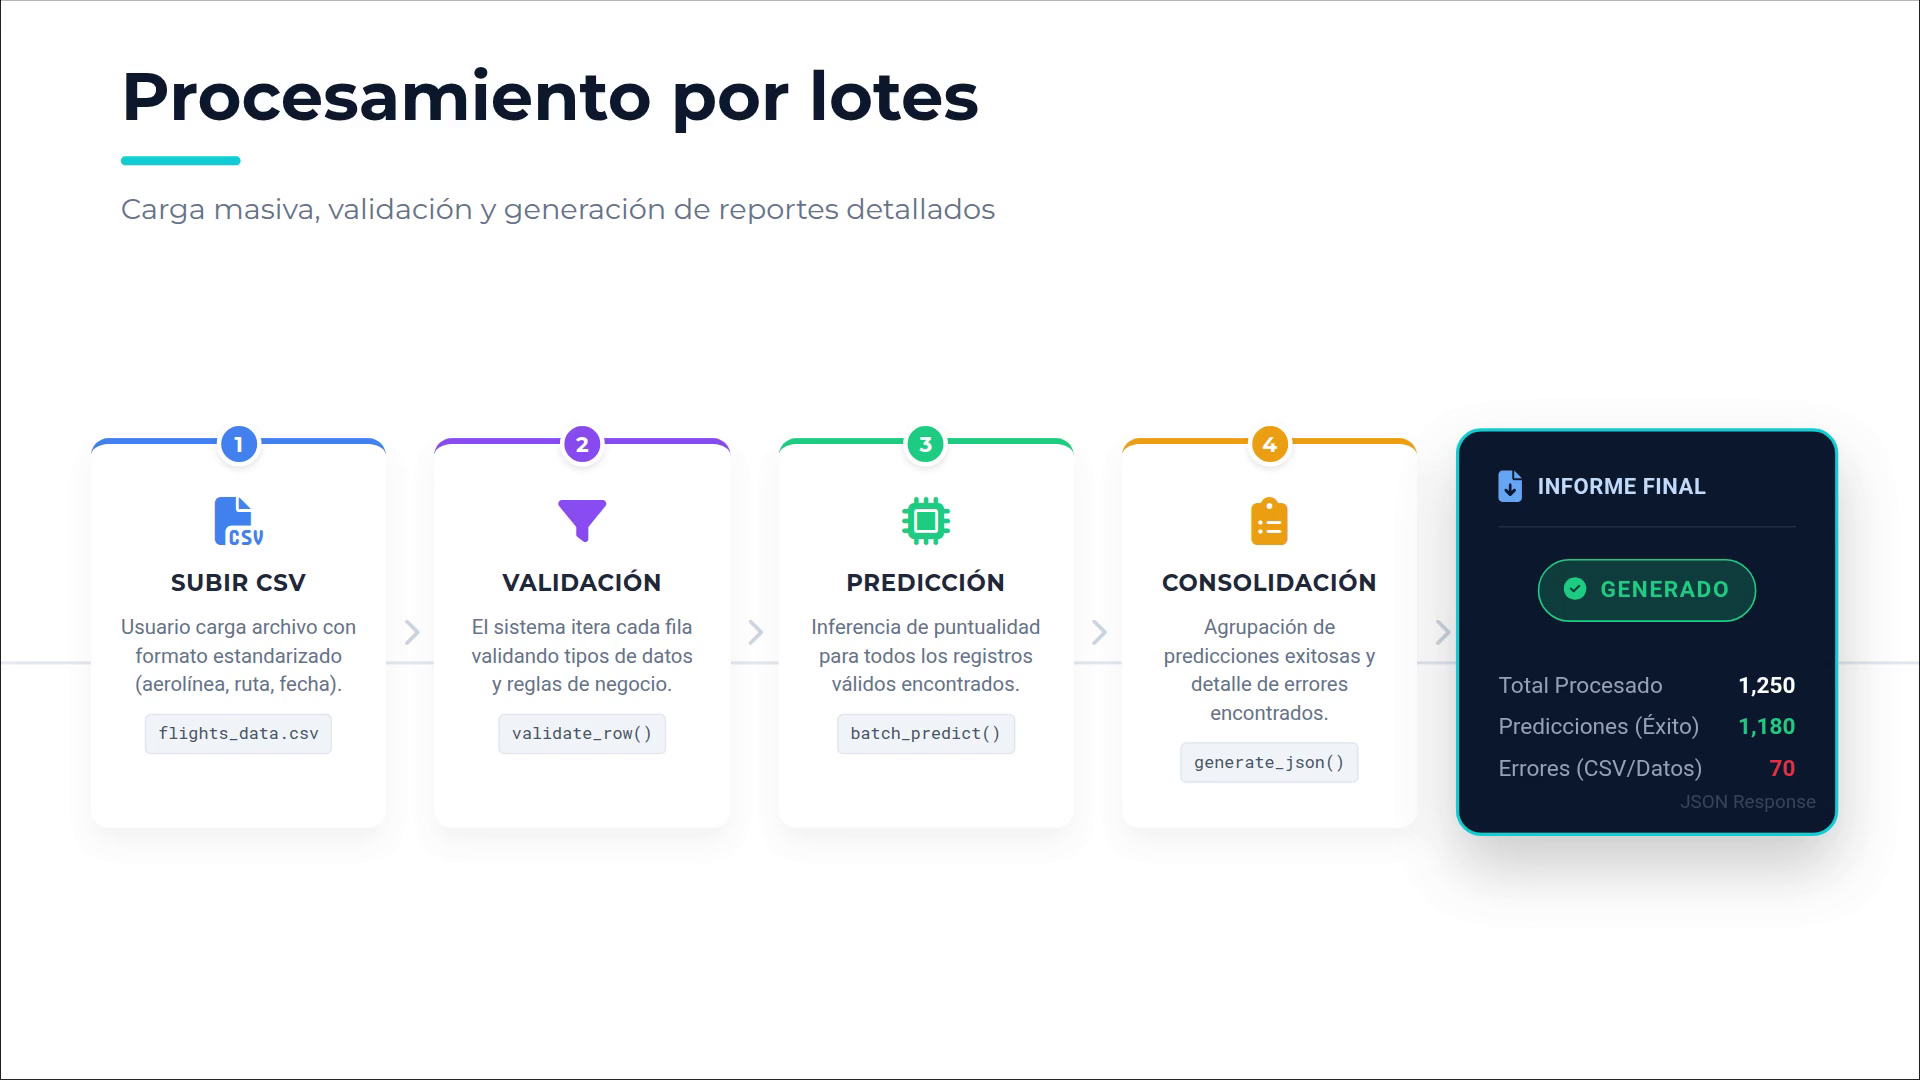 Procesamiento por lotes
Carga masiva, validación y generación de reportes detallados
1
CSV
SUBIR CSV
Usuario carga archivo con
formato estandarizado
(aerolínea, ruta, fecha).
flights_data.csv
2
VALIDACIÓN
El sistema itera cada fila
validando tipos de datos
y reglas de negocio.
validate_row()
3
PREDICCIÓN
Inferencia de puntualidad
para todos los registros
válidos encontrados.
batch_predict()
4
CONSOLIDACIÓN
Agrupación de
predicciones exitosas y
detalle de errores
encontrados.
generate_json()
INFORME FINAL
GENERADO
Total Procesado 1,250
Predicciones (Éxito) 1,180
Errores (CSV/Datos) 70
JSON Response